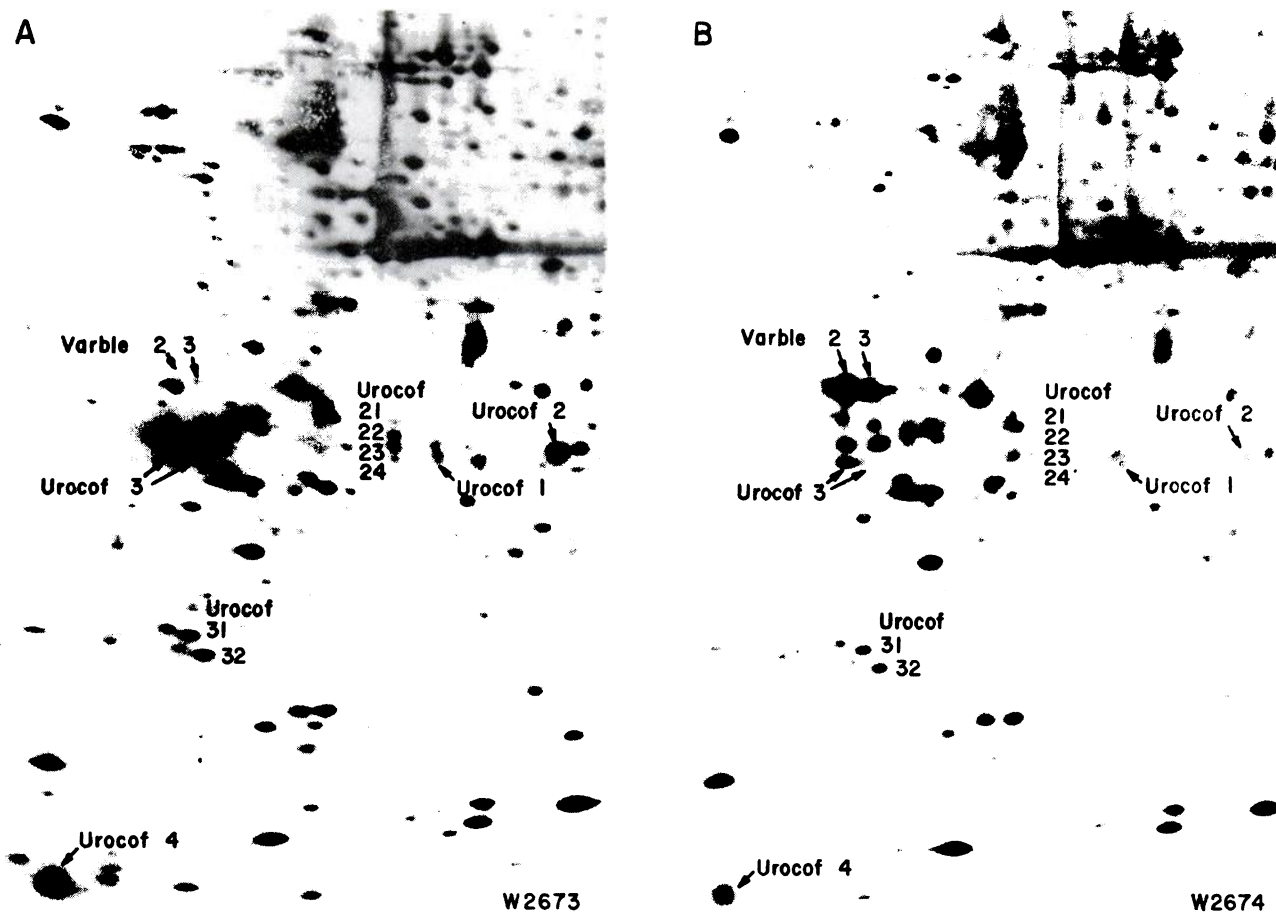 A
Varble 2 3
Urocof
21
22
23
24
Urocof 2
Urocof 3
Urocof 1
Urocof
31
32
Urocof 4
W2673
B
Varble 2 3
Urocof
21
22
23
24
Urocof 2
Urocof 3
Urocof 1
Urocof
31
32
Urocof 4
W2674